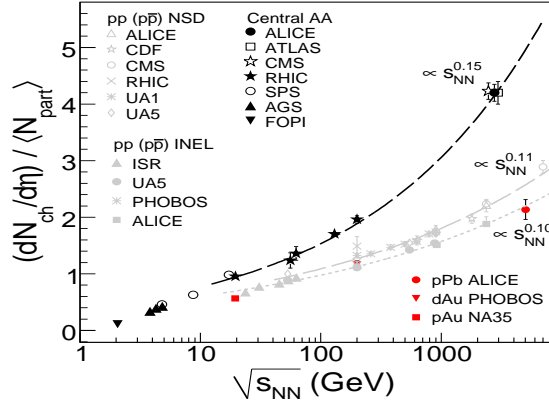 pp (pp̅) NSD
ALICE
CDF
CMS
RHIC
UA1
UA5
pp (pp̅) INEL
ISR
UA5
PHOBOS
ALICE
Central AA
ALICE
ATLAS
CMS
RHIC
SPS
AGS
FOPI
∝ s_NN^0.15
∝ s_NN^0.11
∝ s_NN^0.10
pPb ALICE
dAu PHOBOS
pAu NA35
(dN_ch/dη) / ⟨N_part⟩
5
4
3
2
1
0
1
10
100
1000
√s_NN (GeV)